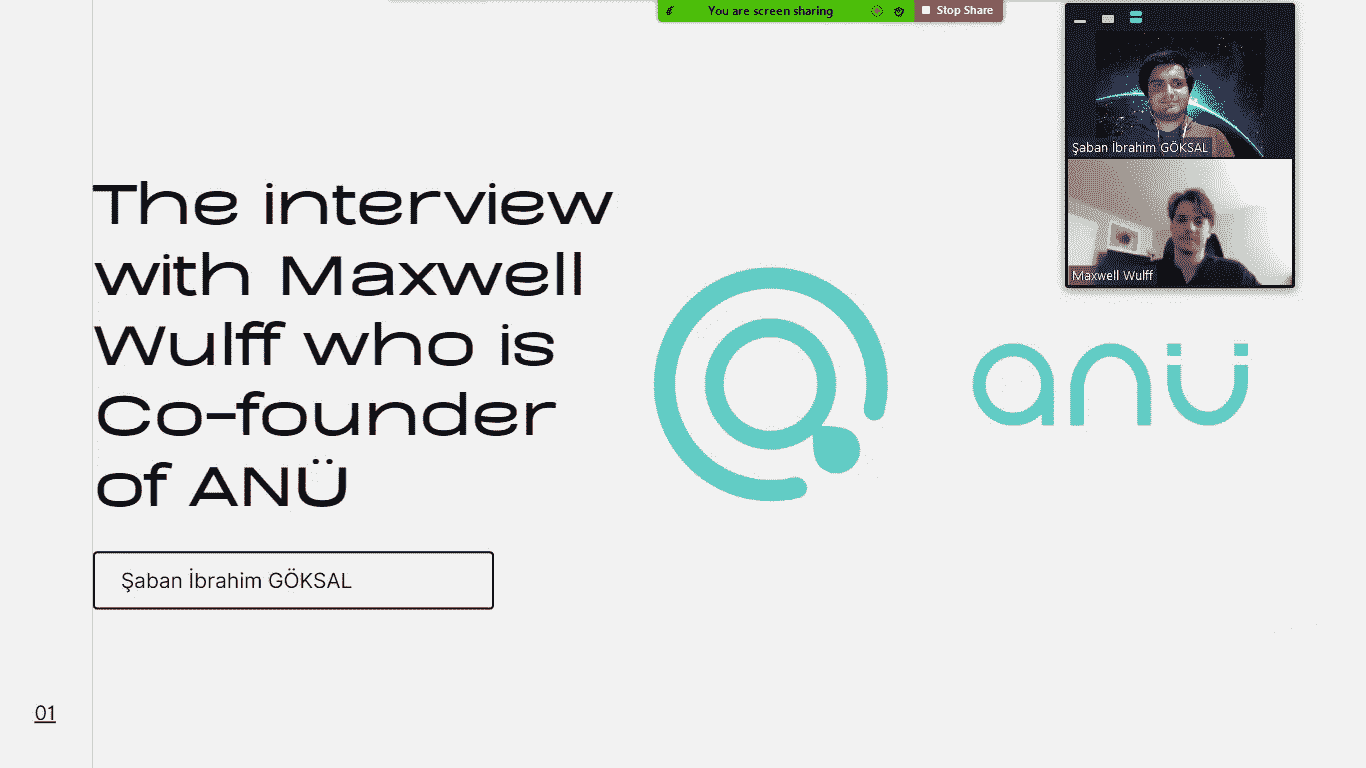 You are screen sharing
Stop Share
Şaban İbrahim GÖKSAL
Maxwell Wulff
The interview
with Maxwell
Wulff who is
Co-founder
of ANÜ
anü
Şaban İbrahim GÖKSAL
01